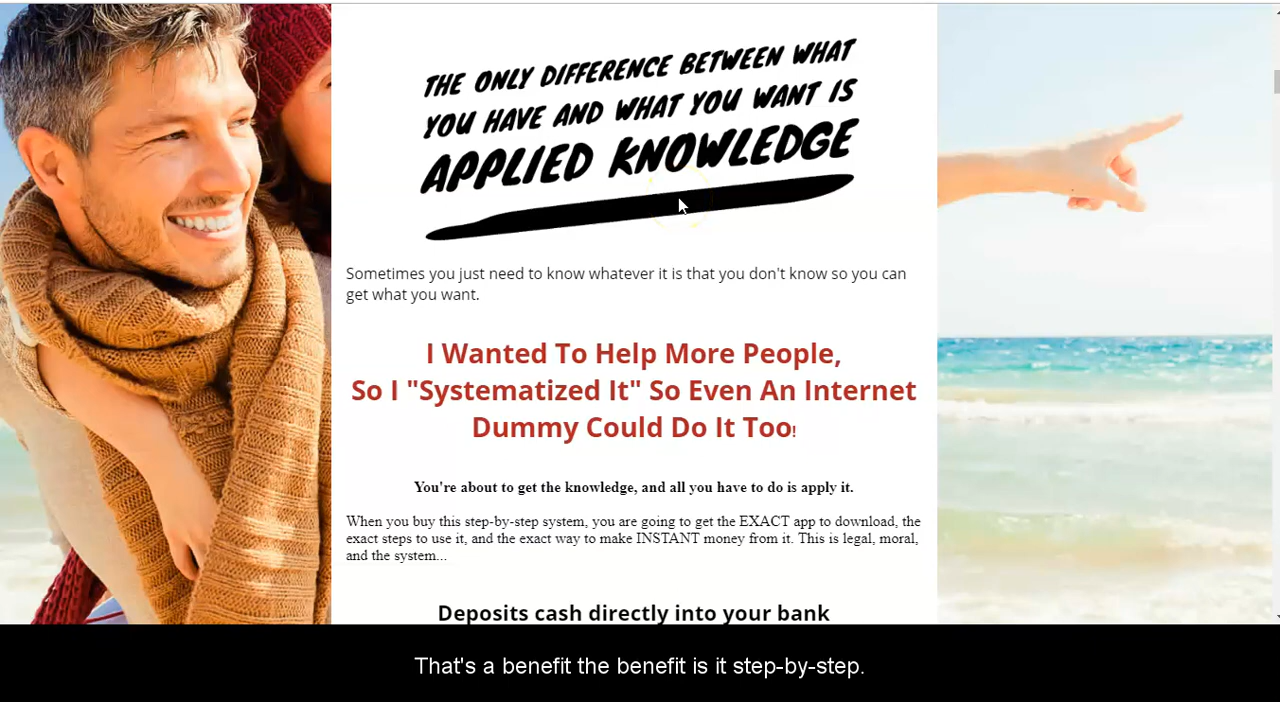 THE ONLY DIFFERENCE BETWEEN WHAT
YOU HAVE AND WHAT YOU WANT IS
APPLIED KNOWLEDGE
Sometimes you just need to know whatever it is that you don't know so you can
get what you want.
I Wanted To Help More People,
So I "Systematized It" So Even An Internet
Dummy Could Do It Too!
You're about to get the knowledge, and all you have to do is apply it.
When you buy this step-by-step system, you are going to get the EXACT app to download, the
exact steps to use it, and the exact way to make INSTANT money from it. This is legal, moral,
and the system...
Deposits cash directly into your bank
That's a benefit the benefit is it step-by-step.